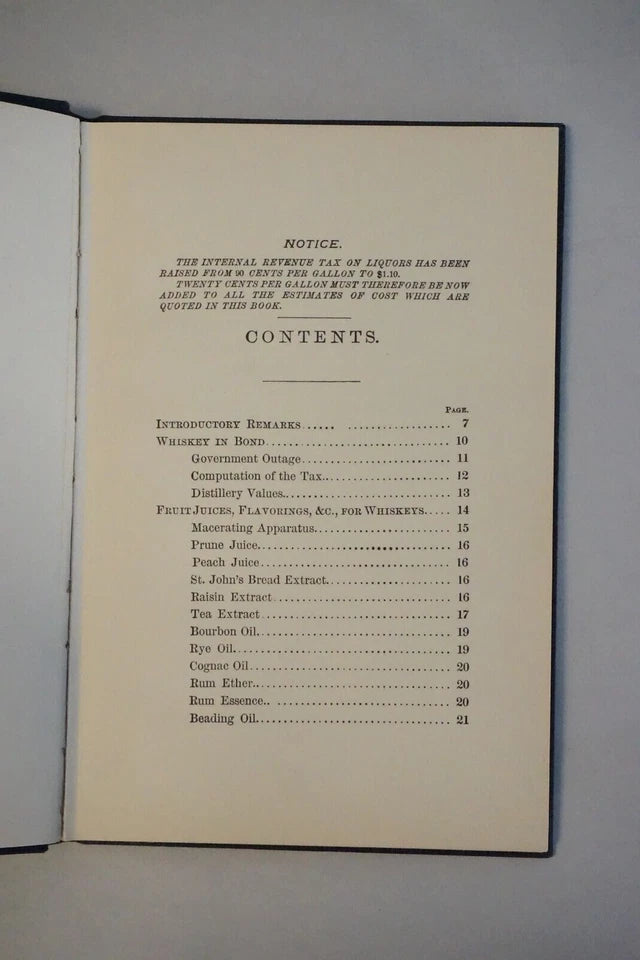 NOTICE.
THE INTERNAL REVENUE TAX ON LIQUORS HAS BEEN
RAISED FROM 90 CENTS PER GALLON TO $1.10.
TWENTY CENTS PER GALLON MUST THEREFORE BE NOW
ADDED TO ALL THE ESTIMATES OF COST WHICH ARE
QUOTED IN THIS BOOK.
CONTENTS.
PAGE.
INTRODUCTORY REMARKS...... .................. 7
WHISKEY IN BOND............................... 10
Government Outage......................... 11
Computation of the Tax...................... 12
Distillery Values............................ 13
FRUIT JUICES, FLAVORINGS, &C., FOR WHISKEYS..... 14
Macerating Apparatus....................... 15
Prune Juice................................ 16
Peach Juice................................ 16
St. John's Bread Extract..................... 16
Raisin Extract.............................. 16
Tea Extract................................ 17
Bourbon Oil................................ 19
Rye Oil.................................... 19
Cognac Oil................................. 20
Rum Ether.................................. 20
Rum Essence.. ............................. 20
Beading Oil................................ 21